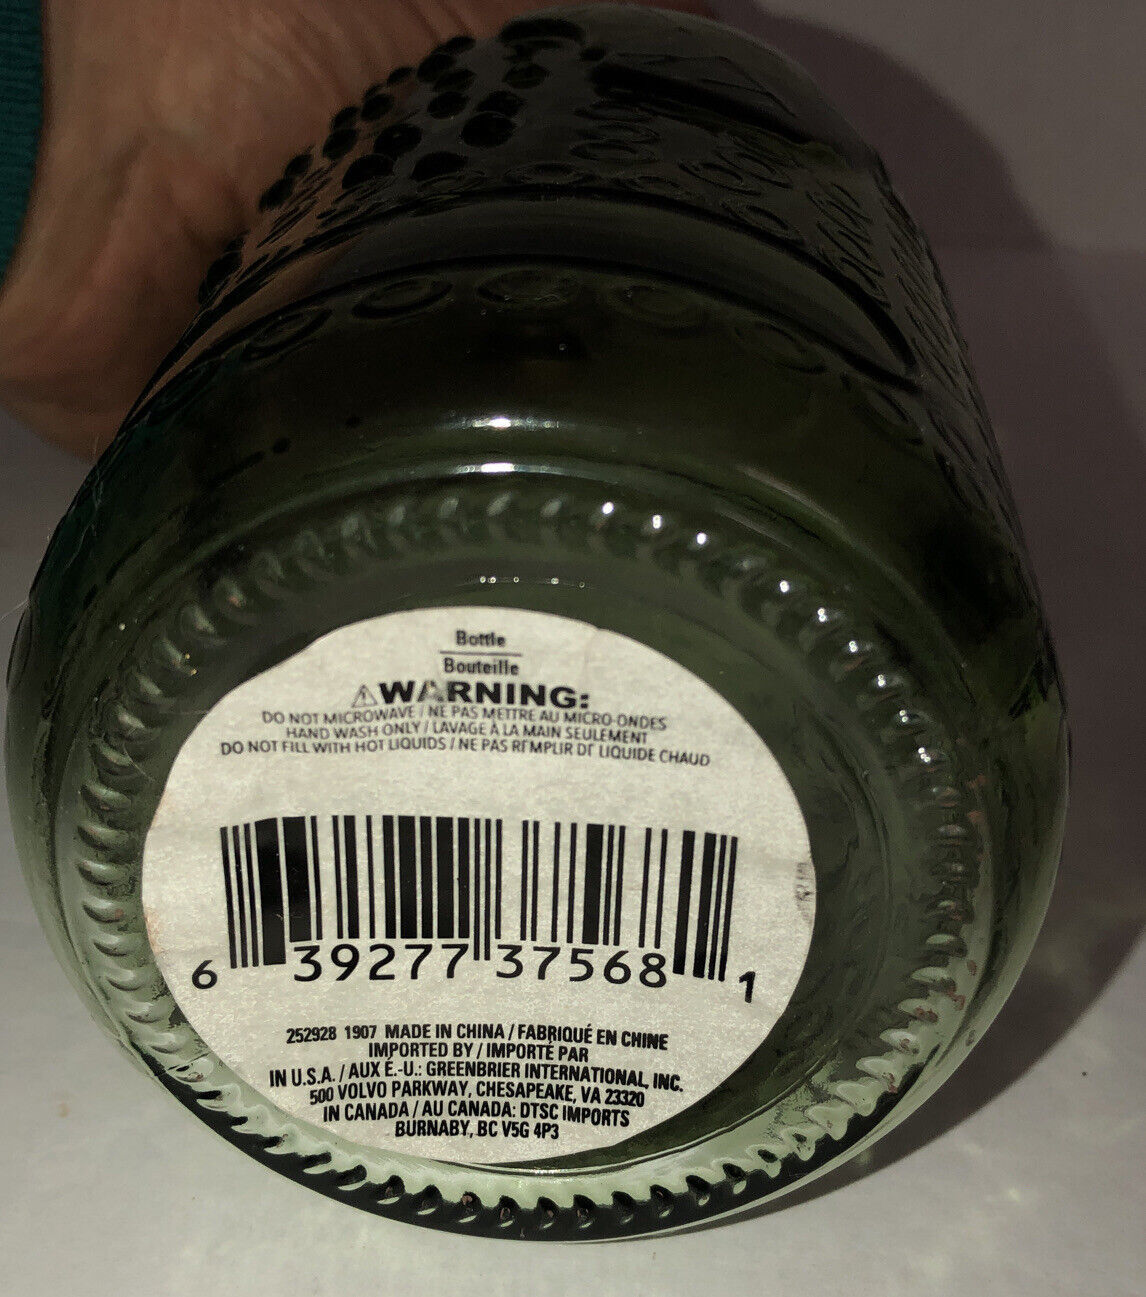 Bottle
Bouteille
⚠WARNING:
DO NOT MICROWAVE / NE PAS METTRE AU MICRO-ONDES
HAND WASH ONLY / LAVAGE À LA MAIN SEULEMENT
DO NOT FILL WITH HOT LIQUIDS / NE PAS REMPLIR DE LIQUIDE CHAUD
6 39277 37568 1
252928 1907 MADE IN CHINA / FABRIQUÉ EN CHINE
IMPORTED BY / IMPORTÉ PAR
IN U.S.A. / AUX É.-U.: GREENBRIER INTERNATIONAL, INC.
500 VOLVO PARKWAY, CHESAPEAKE, VA 23320
IN CANADA / AU CANADA: DTSC IMPORTS
BURNABY, BC V5G 4P3